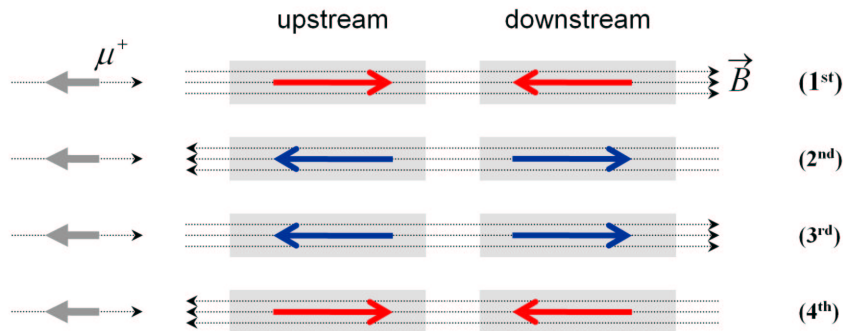 upstream downstream
μ⁺
B⃗ (1ˢᵗ)
(2ⁿᵈ)
(3ʳᵈ)
(4ᵗʰ)